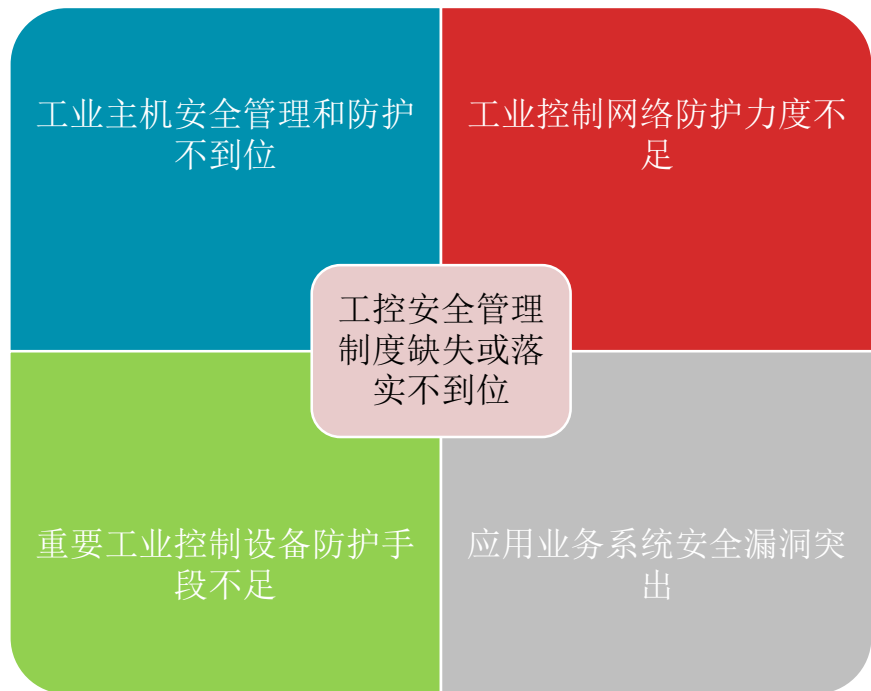 工业主机安全管理和防护
不到位
工业控制网络防护力度不
足
工控安全管理
制度缺失或落
实不到位
重要工业控制设备防护手
段不足
应用业务系统安全漏洞突
出